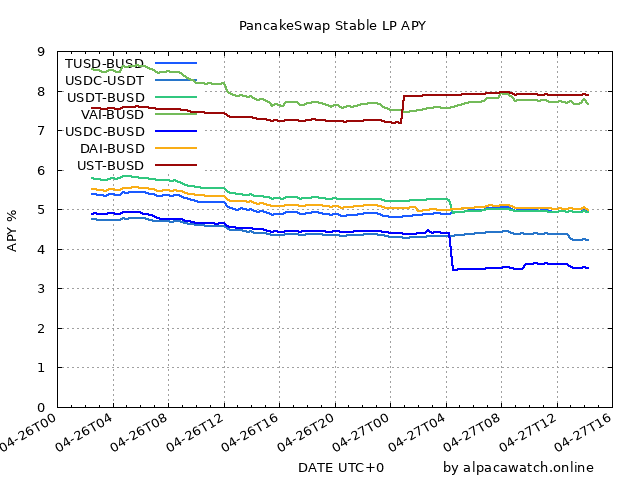 PancakeSwap Stable LP APY
9
8
7
6
5
4
3
2
1
0
APY %
TUSD-BUSD
USDC-USDT
USDT-BUSD
VAI-BUSD
USDC-BUSD
DAI-BUSD
UST-BUSD
04-26T00
04-26T04
04-26T08
04-26T12
04-26T16
04-26T20
04-27T00
04-27T04
04-27T08
04-27T12
04-27T16
DATE UTC+0
by alpacawatch.online